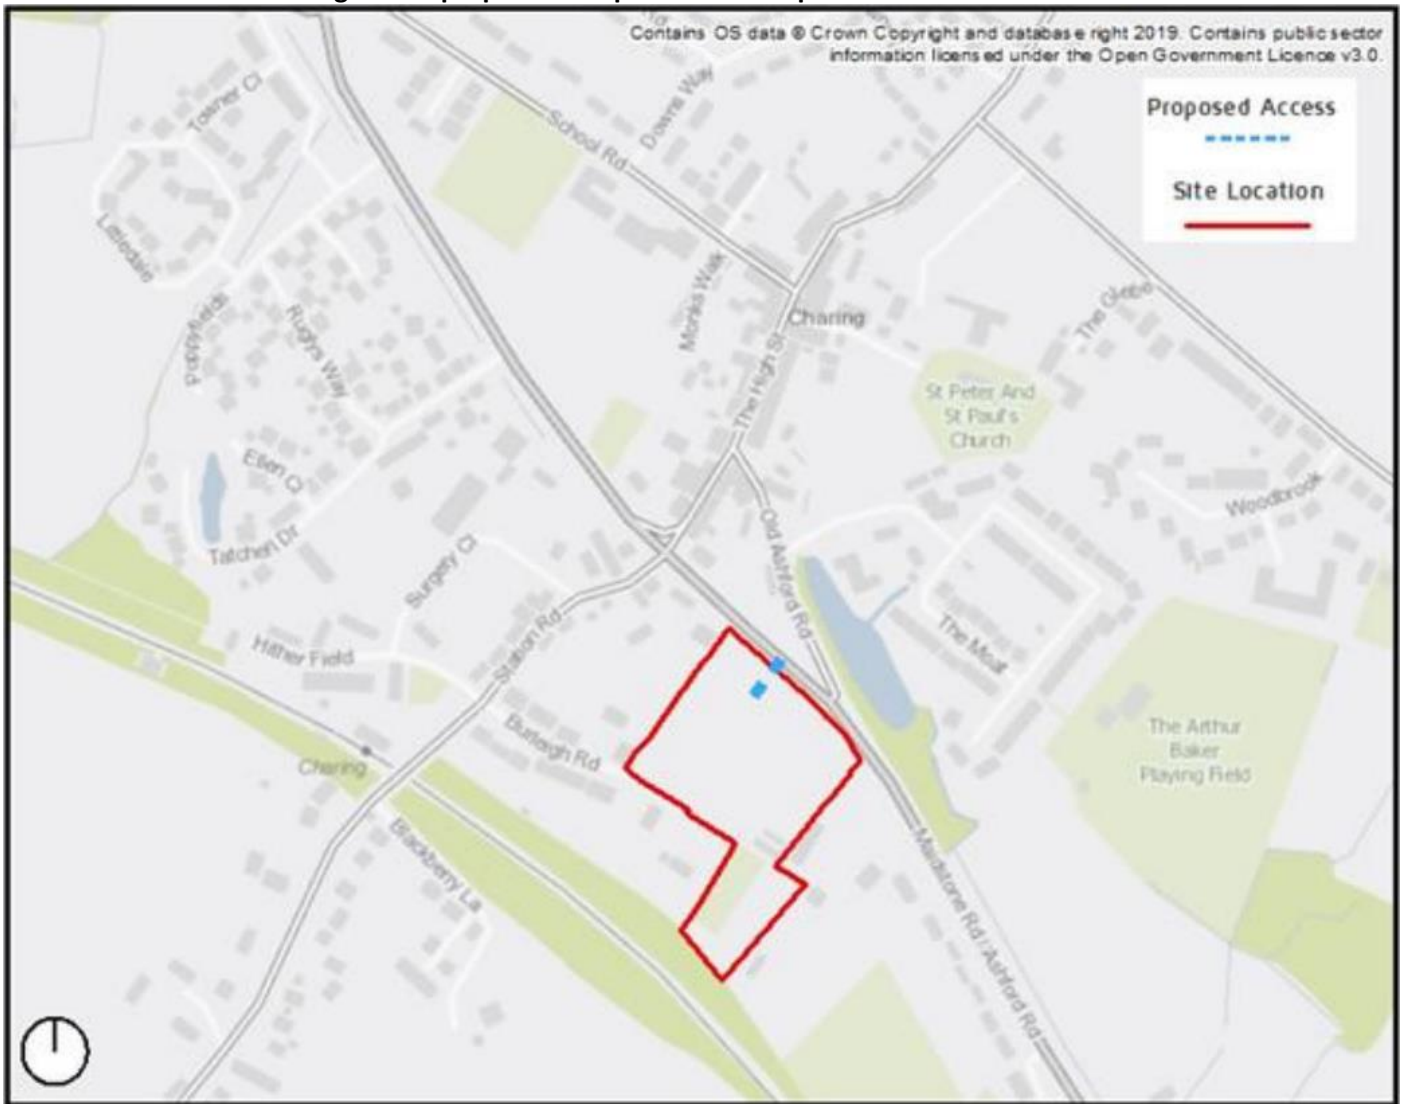 Contains OS data © Crown Copyright and database right 2019. Contains public sector
information licensed under the Open Government Licence v3.0.
Proposed Access
Site Location
Towner Cl
Downs Way
School Rd
Littledale
Monks Walk
Charing
The Glebe
Poppyfields
Ruglys Way
The High St
St Peter And
St Paul's
Church
Ellen Cl
Woodbrook
Tatchell Dr
Surgery Cl
Old Ashford Rd
Hither Field
Station Rd
The Moat
Burleigh Rd
The Arthur
Baker
Playing Field
Charing
Blackberry La
Maidstone Rd / Ashford Rd